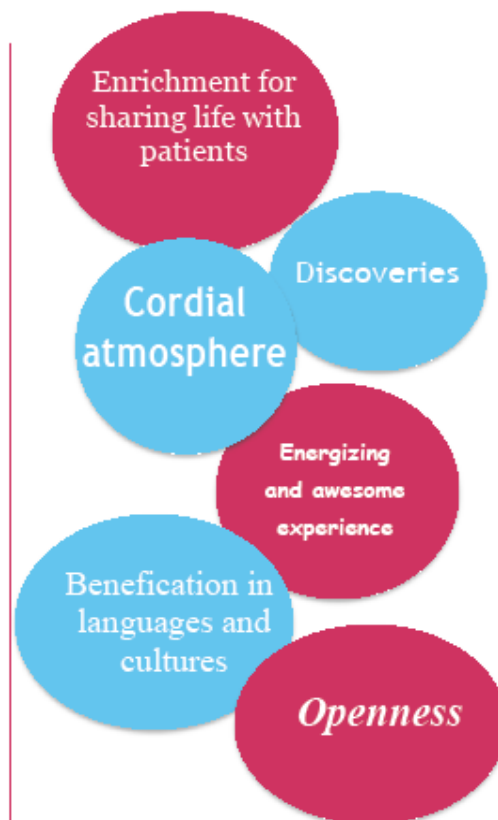 Enrichment for
sharing life with
patients
Discoveries
Cordial
atmosphere
Energizing
and awesome
experience
Benefication in
languages and
cultures
Openness